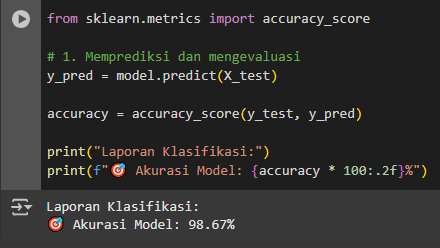 from sklearn.metrics import accuracy_score
# 1. Memprediksi dan mengevaluasi
y_pred = model.predict(X_test)
accuracy = accuracy_score(y_test, y_pred)
print("Laporan Klasifikasi:")
print(f"🎯 Akurasi Model: {accuracy * 100:.2f}%")
Laporan Klasifikasi:
🎯 Akurasi Model: 98.67%